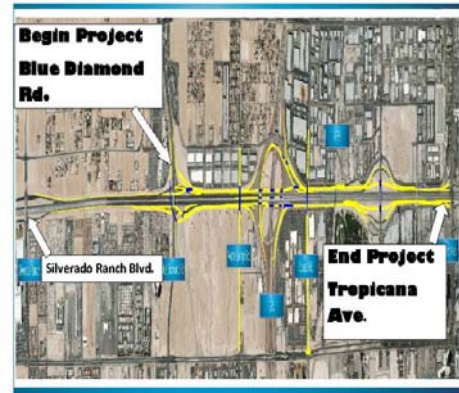 Begin Project
Blue Diamond
Rd.
Silverado Ranch Blvd.
End Project
Tropicana
Ave.